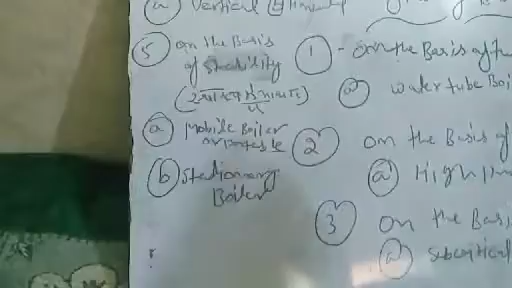 (a) Vertical
(5) on the Basis
of Stability
(a) Mobile Boiler
or Portable
(b) Stationary
Boiler
(1) - on the Basis of
(a) water tube Boi
(2) on the Basis of
(a) High
(3) on the Bas
(a) subcritical